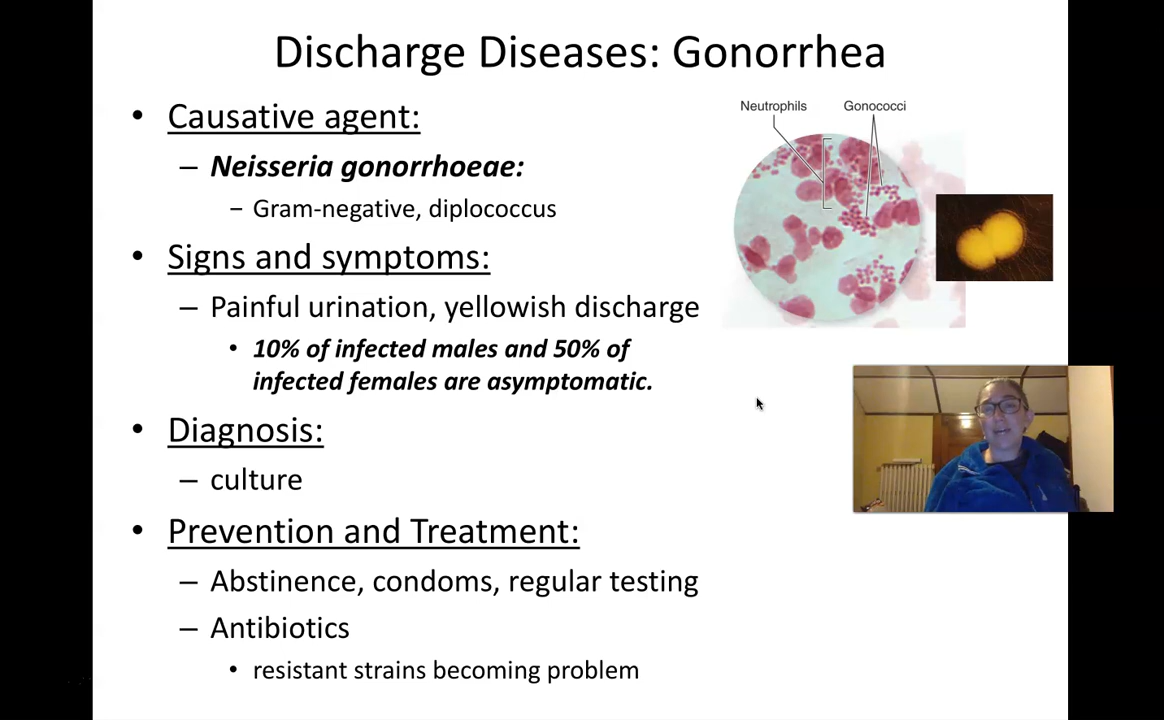 Discharge Diseases: Gonorrhea
• Causative agent:
– Neisseria gonorrhoeae:
− Gram-negative, diplococcus
• Signs and symptoms:
– Painful urination, yellowish discharge
• 10% of infected males and 50% of
infected females are asymptomatic.
• Diagnosis:
– culture
• Prevention and Treatment:
– Abstinence, condoms, regular testing
– Antibiotics
• resistant strains becoming problem
Neutrophils Gonococci